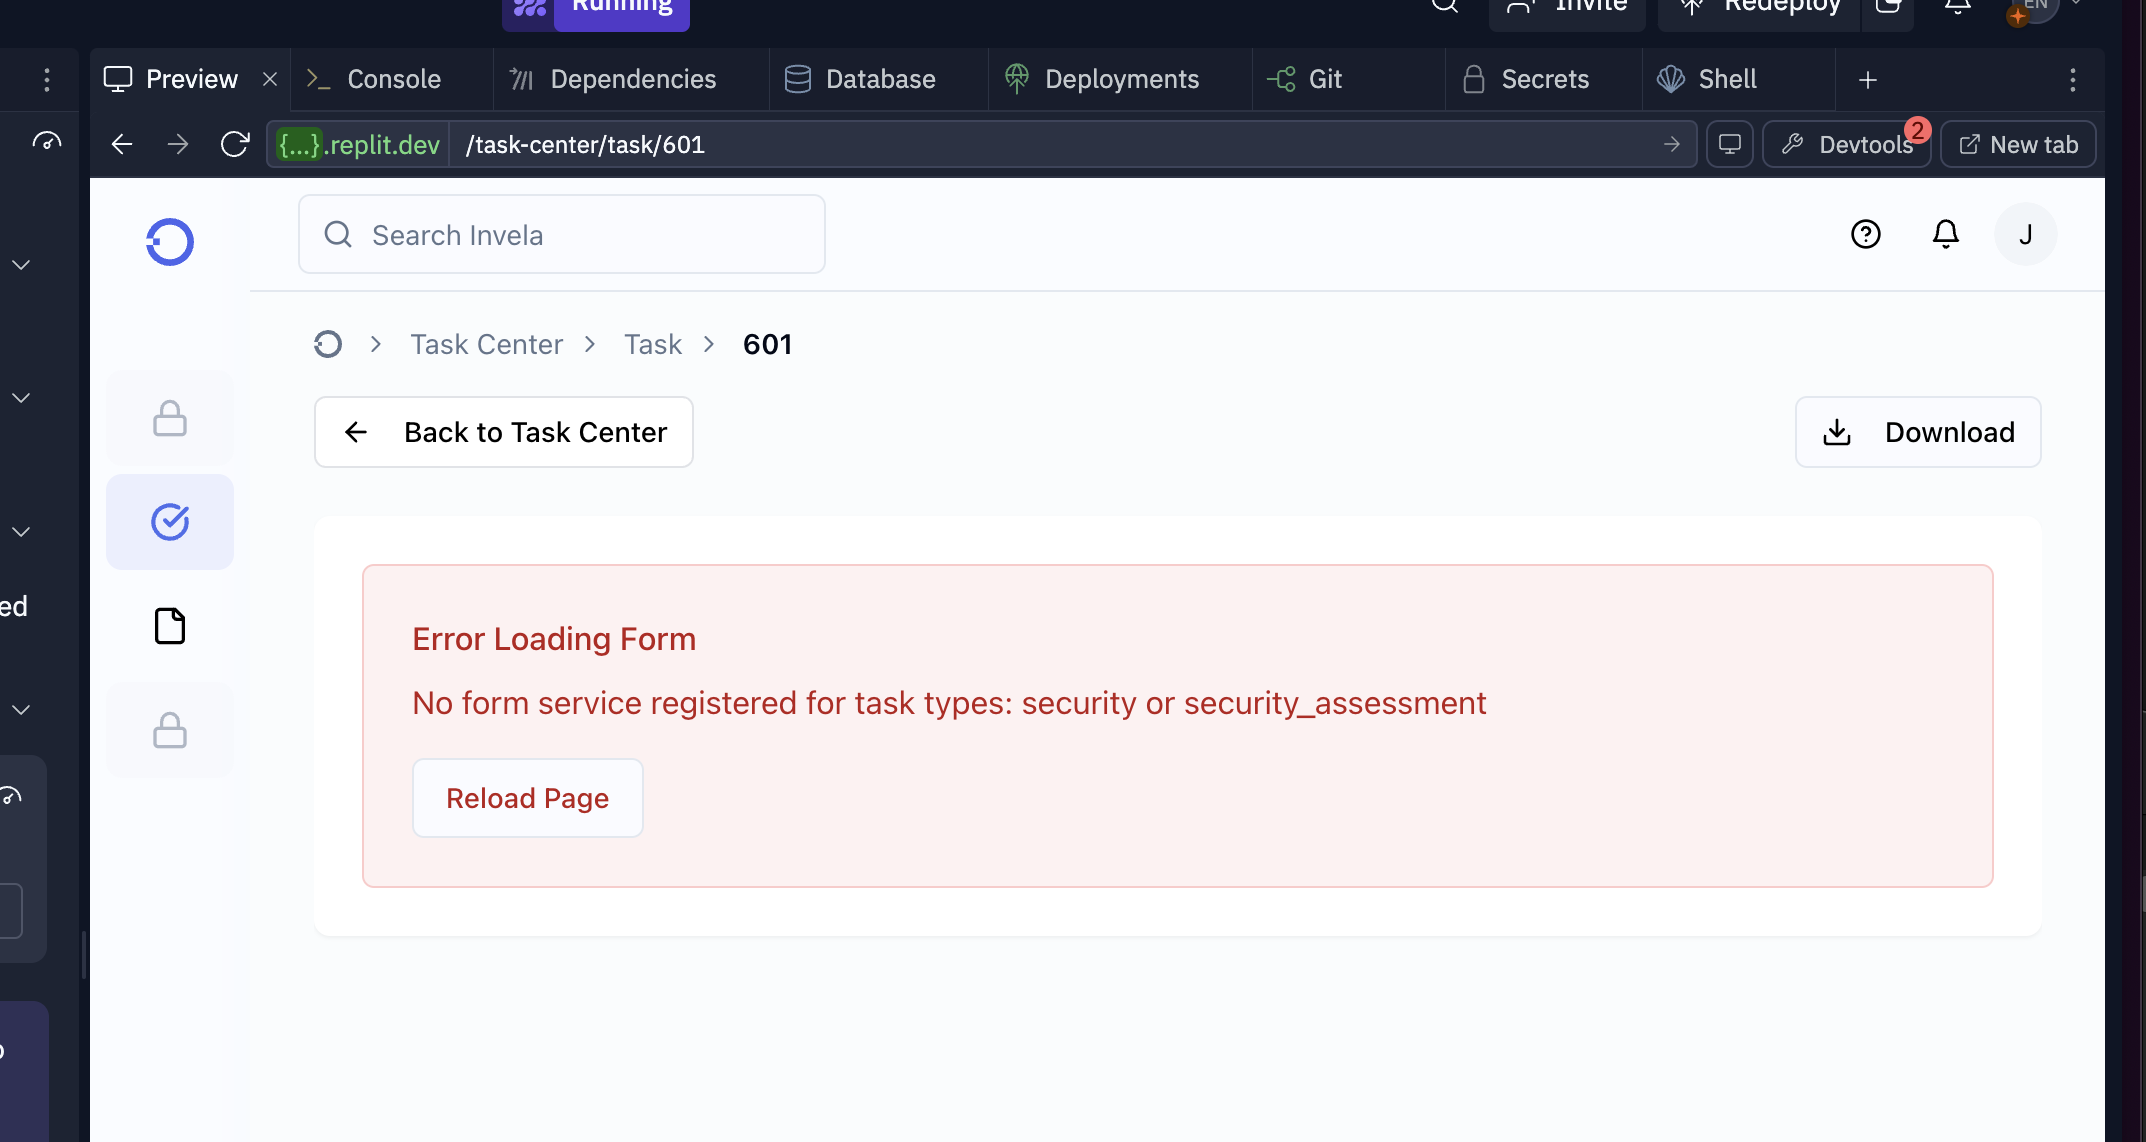 Running
Invite
Redeploy
EN
Preview
Console
Dependencies
Database
Deployments
Git
Secrets
Shell
{...}.replit.dev
/task-center/task/601
Devtools
2
New tab
Search Invela
J
Task Center
Task
601
Back to Task Center
Download
ed
Error Loading Form
No form service registered for task types: security or security_assessment
Reload Page